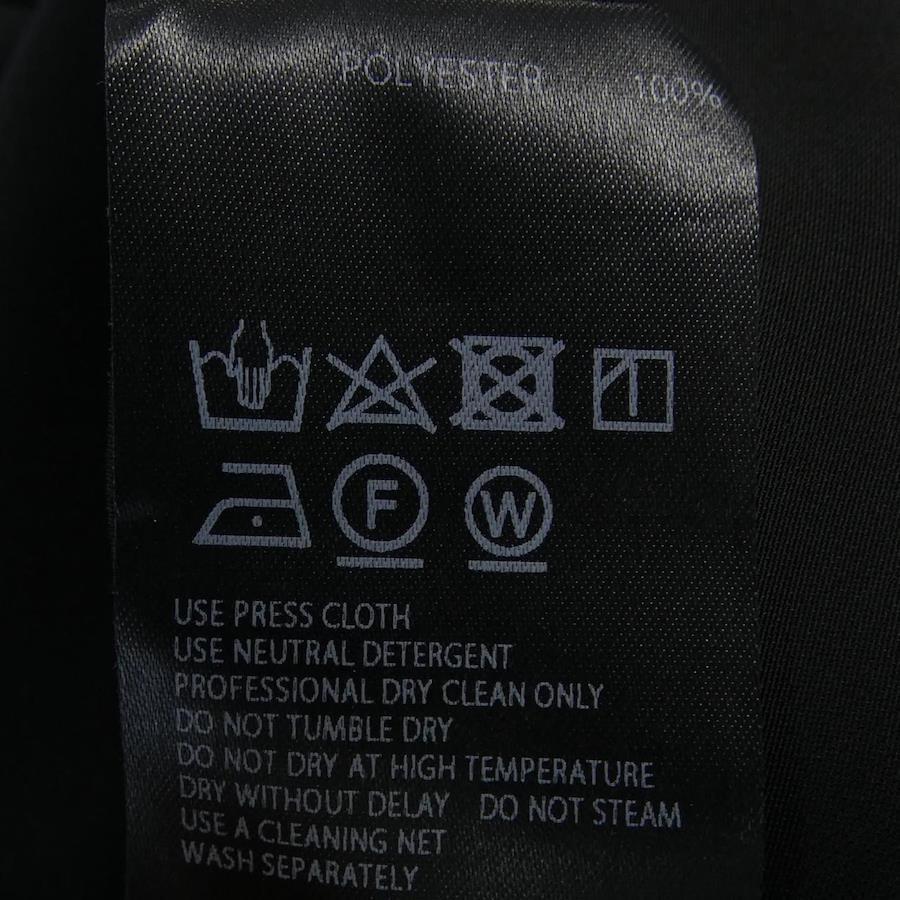 POLYESTER 100%
F W
USE PRESS CLOTH
USE NEUTRAL DETERGENT
PROFESSIONAL DRY CLEAN ONLY
DO NOT TUMBLE DRY
DO NOT DRY AT HIGH TEMPERATURE
DRY WITHOUT DELAY DO NOT STEAM
USE A CLEANING NET
WASH SEPARATELY